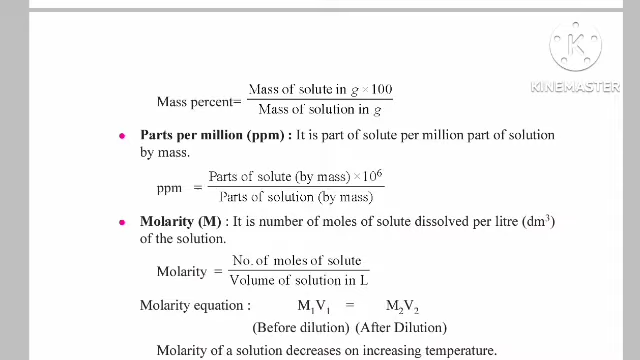 K
KINEMASTER
Mass percent= Mass of solute in g × 100 / Mass of solution in g
• Parts per million (ppm) : It is part of solute per million part of solution
by mass.
ppm = Parts of solute (by mass) × 10⁶ / Parts of solution (by mass)
• Molarity (M) : It is number of moles of solute dissolved per litre (dm³)
of the solution.
Molarity = No. of moles of solute / Volume of solution in L
Molarity equation : M₁V₁ = M₂V₂
(Before dilution) (After Dilution)
Molarity of a solution decreases on increasing temperature.